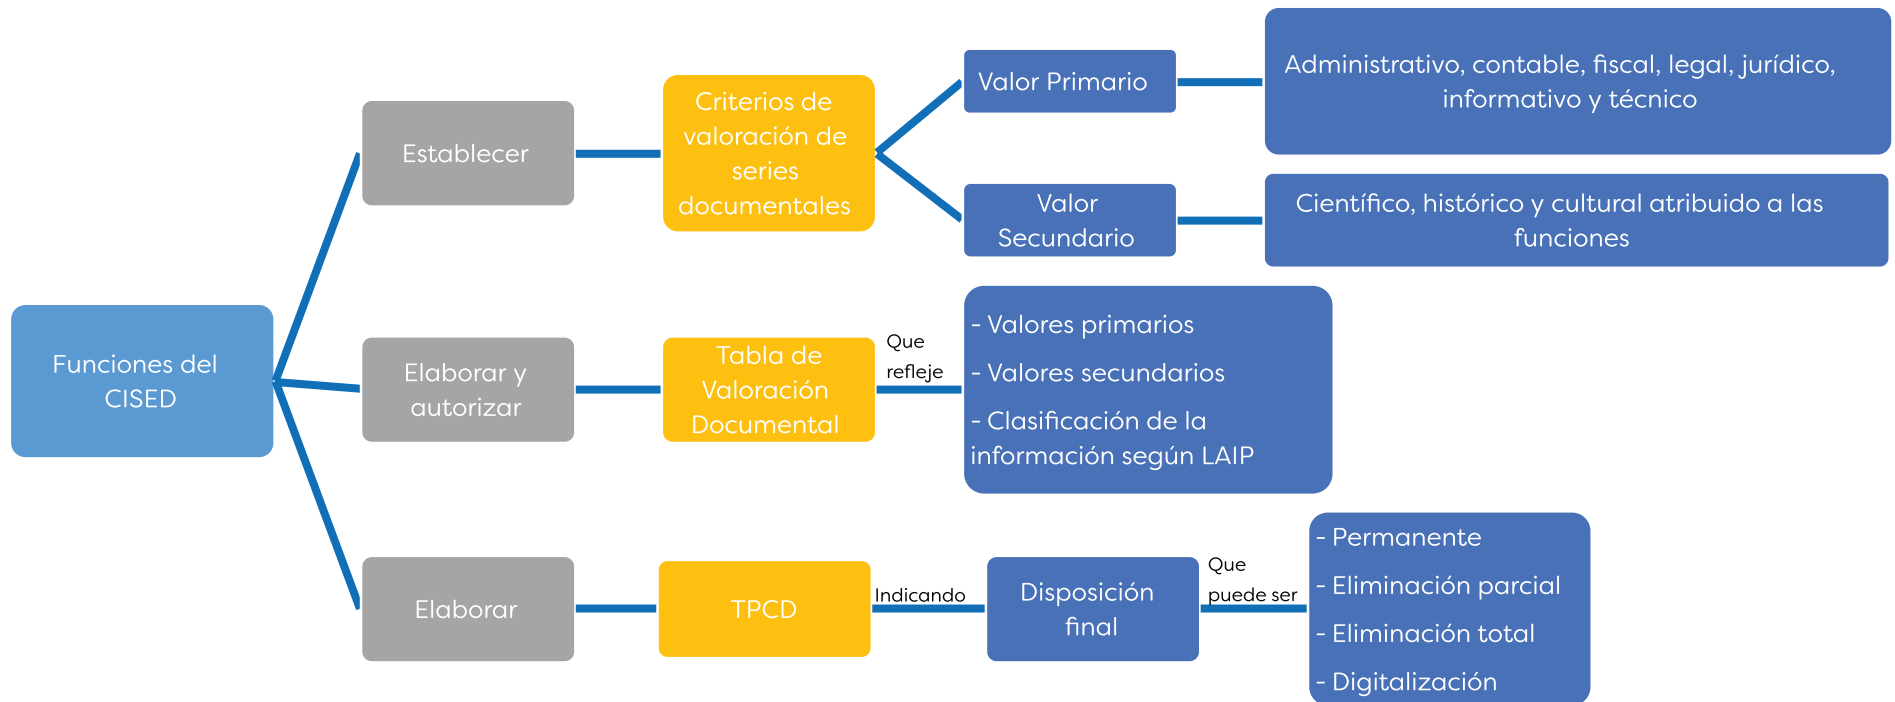 Funciones del
CISED
Establecer
Criterios de
valoración de
series
documentales
Valor Primario
Administrativo, contable, fiscal, legal, jurídico,
informativo y técnico
Valor
Secundario
Científico, histórico y cultural atribuido a las
funciones
Elaborar y
autorizar
Tabla de
Valoración
Documental
Que
refleje
- Valores primarios
- Valores secundarios
- Clasificación de la
información según LAIP
Elaborar
TPCD
Indicando
Disposición
final
Que
puede ser
- Permanente
- Eliminación parcial
- Eliminación total
- Digitalización